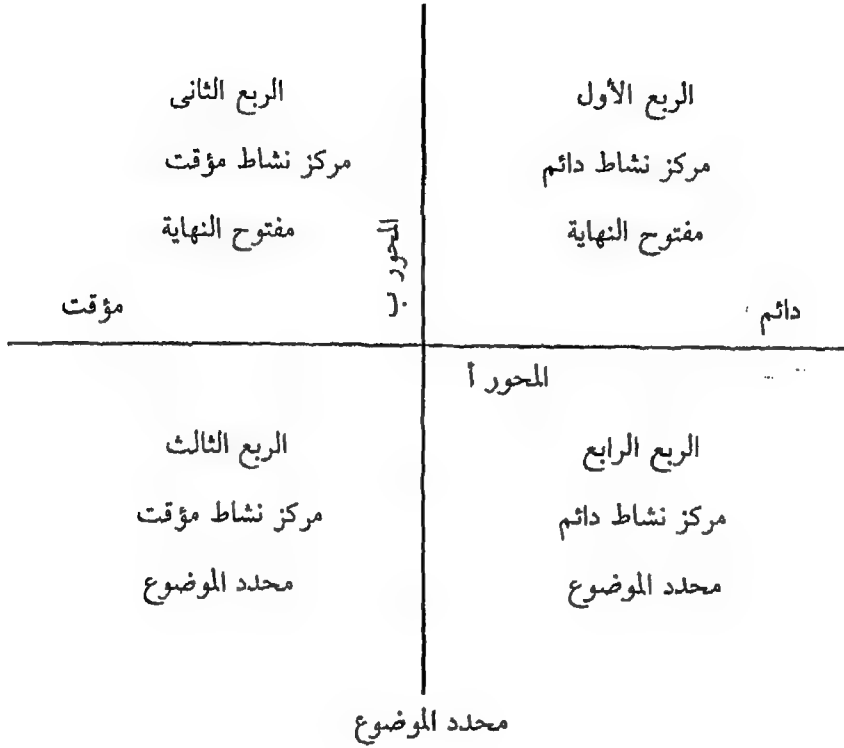 الربع الأول
مركز نشاط دائم
مفتوح النهاية
دائم
الربع الثانى
مركز نشاط مؤقت
مفتوح النهاية
مؤقت
المحور ب
المحور أ
الربع الرابع
مركز نشاط دائم
محدد الموضوع
الربع الثالث
مركز نشاط مؤقت
محدد الموضوع
محدد الموضوع